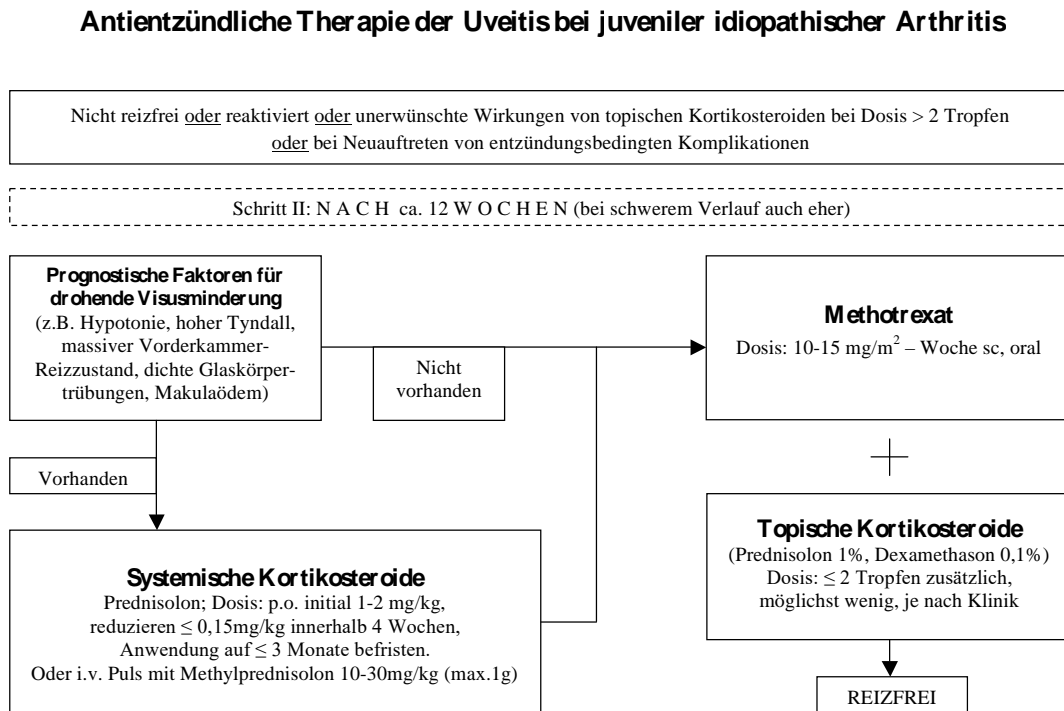 Antientzündliche Therapie der Uveitis bei juveniler idiopathischer Arthritis
Nicht reizfrei oder reaktiviert oder unerwünschte Wirkungen von topischen Kortikosteroiden bei Dosis > 2 Tropfen
oder bei Neuauftreten von entzündungsbedingten Komplikationen
Schritt II: N A C H ca. 12 W O C H E N (bei schwerem Verlauf auch eher)
Prognostische Faktoren für
drohende Visusminderung
(z.B. Hypotonie, hoher Tyndall,
massiver Vorderkammer-
Reizzustand, dichte Glaskörper-
trübungen, Makulaödem)
Nicht
vorhanden
Methotrexat
Dosis: 10-15 mg/m² – Woche sc, oral
+
Vorhanden
Systemische Kortikosteroide
Prednisolon; Dosis: p.o. initial 1-2 mg/kg,
reduzieren ≤ 0,15mg/kg innerhalb 4 Wochen,
Anwendung auf ≤ 3 Monate befristen.
Oder i.v. Puls mit Methylprednisolon 10-30mg/kg (max.1g)
Topische Kortikosteroide
(Prednisolon 1%, Dexamethason 0,1%)
Dosis: ≤ 2 Tropfen zusätzlich,
möglichst wenig, je nach Klinik
REIZFREI